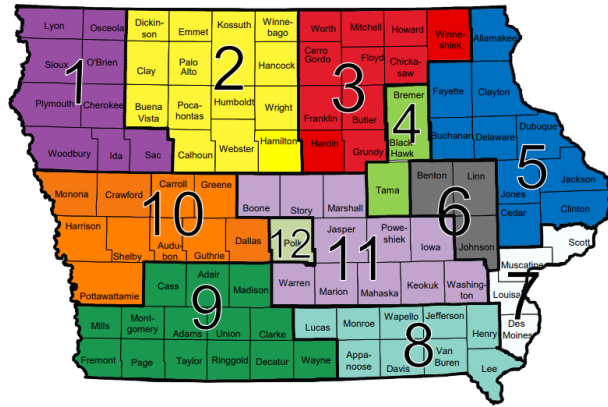 Lyon
Osceola
Dickin-
son
Emmet
Kossuth
Winne-
bago
Worth
Mitchell
Howard
Winne-
shiek
Allamakee
Sioux
O'Brien
Clay
Palo
Alto
Hancock
Cerro
Gordo
Floyd
Chicka-
saw
1
2
3
Plymouth
Cherokee
Buena
Vista
Poca-
hontas
Humboldt
Wright
Franklin
Butler
Bremer
Fayette
Clayton
4
Woodbury
Ida
Sac
Calhoun
Webster
Hamilton
Hardin
Grundy
Black
Hawk
Buchanan
Delaware
Dubuque
5
Monona
Crawford
Carroll
Greene
Boone
Story
Marshall
Tama
Benton
Linn
Jones
Jackson
10
6
Harrison
Shelby
Audu-
bon
Guthrie
Dallas
Polk
12
Jasper
Powe-
shiek
Iowa
Johnson
Cedar
Clinton
Scott
11
Pottawattamie
Cass
Adair
Madison
Warren
Marion
Mahaska
Keokuk
Washing-
ton
Muscatine
Louisa
7
9
Mills
Mont-
gomery
Adams
Union
Clarke
Lucas
Monroe
Wapello
Jefferson
Henry
Des
Moines
8
Fremont
Page
Taylor
Ringgold
Decatur
Wayne
Appa-
noose
Davis
Van
Buren
Lee